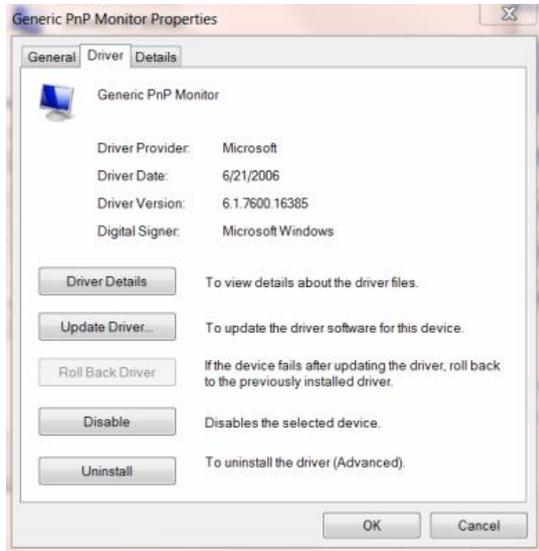 Generic PnP Monitor Properties
General Driver Details
Generic PnP Monitor
Driver Provider: Microsoft
Driver Date: 6/21/2006
Driver Version: 6.1.7600.16385
Digital Signer: Microsoft Windows
Driver Details To view details about the driver files.
Update Driver... To update the driver software for this device.
Roll Back Driver If the device fails after updating the driver, roll back
to the previously installed driver.
Disable Disables the selected device.
Uninstall To uninstall the driver (Advanced).
OK Cancel